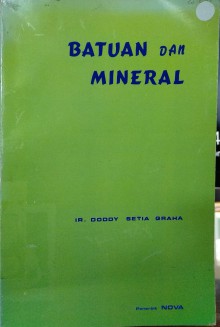 BATUAN DAN
MINERAL
IR. DODDY SETIA GRAHA
Penerbit NOVA